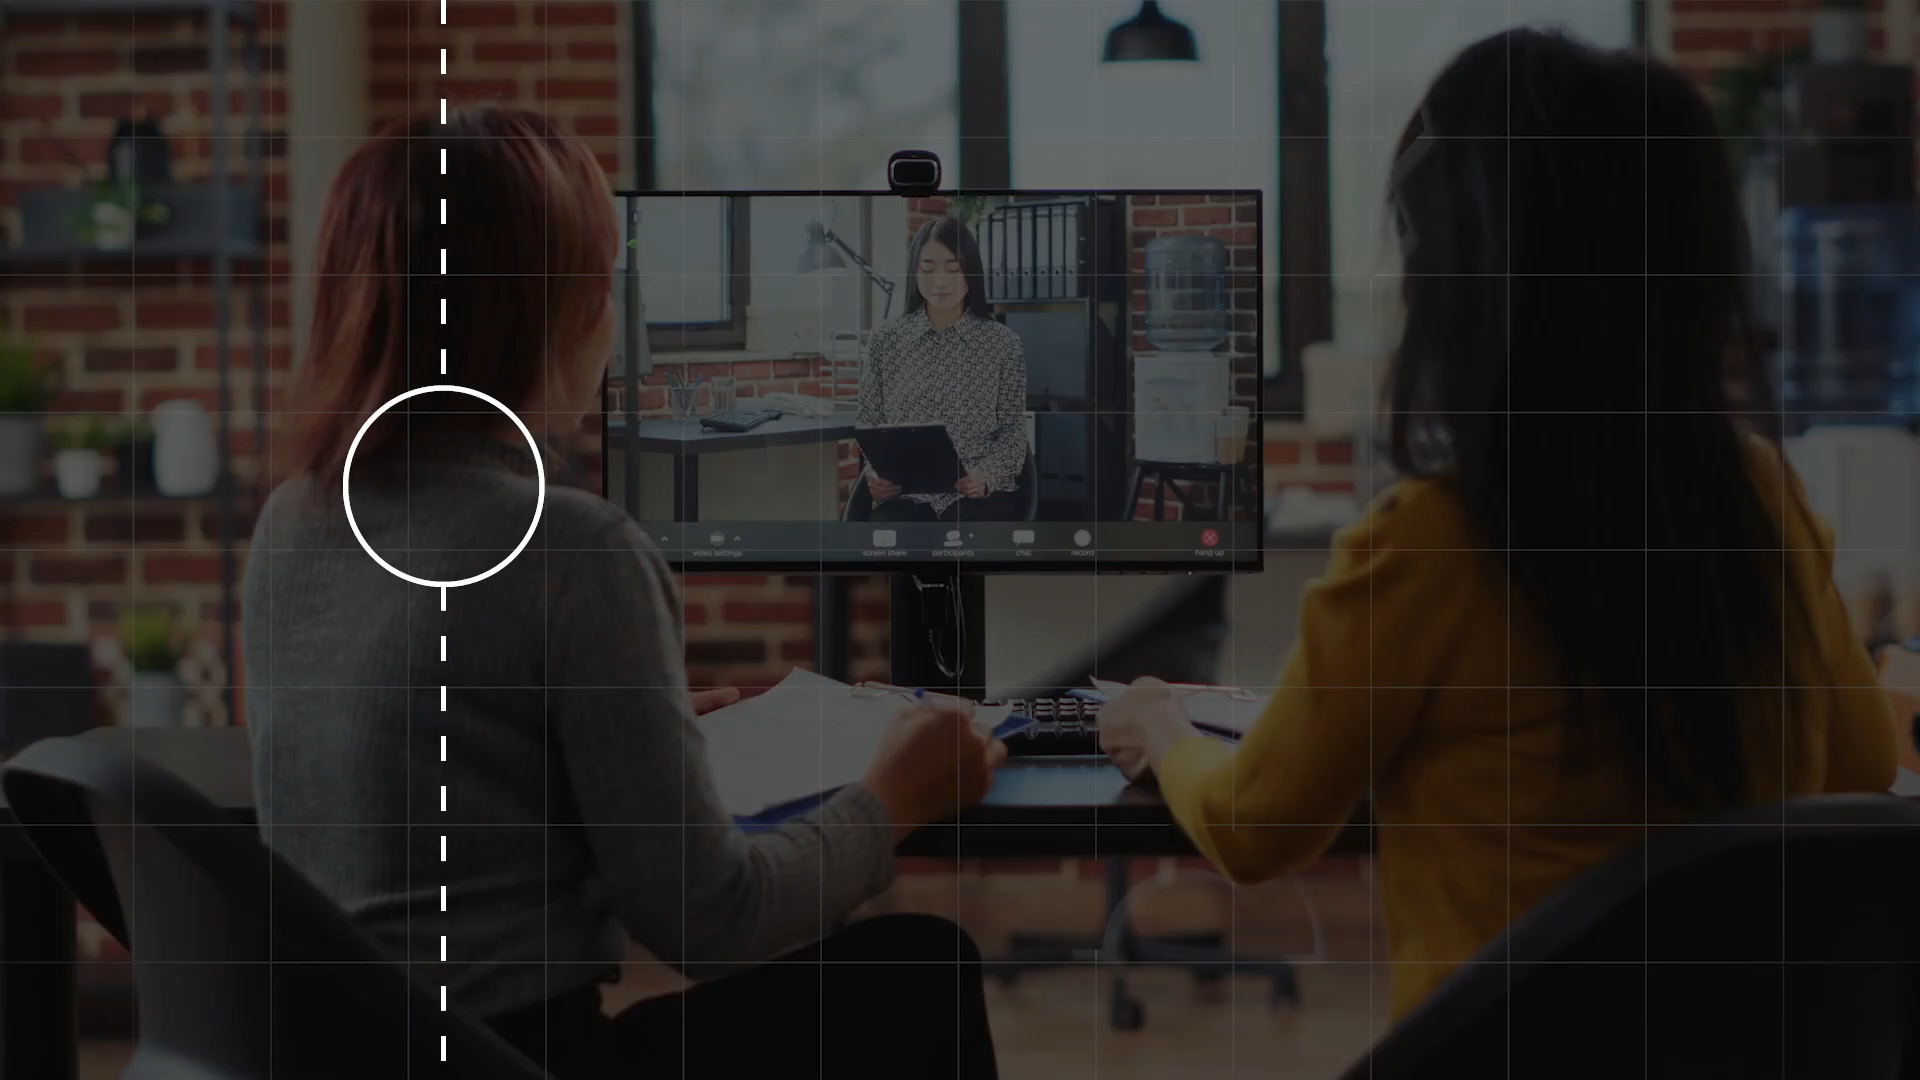 video settings
screen share
participants
chat
record
hang up